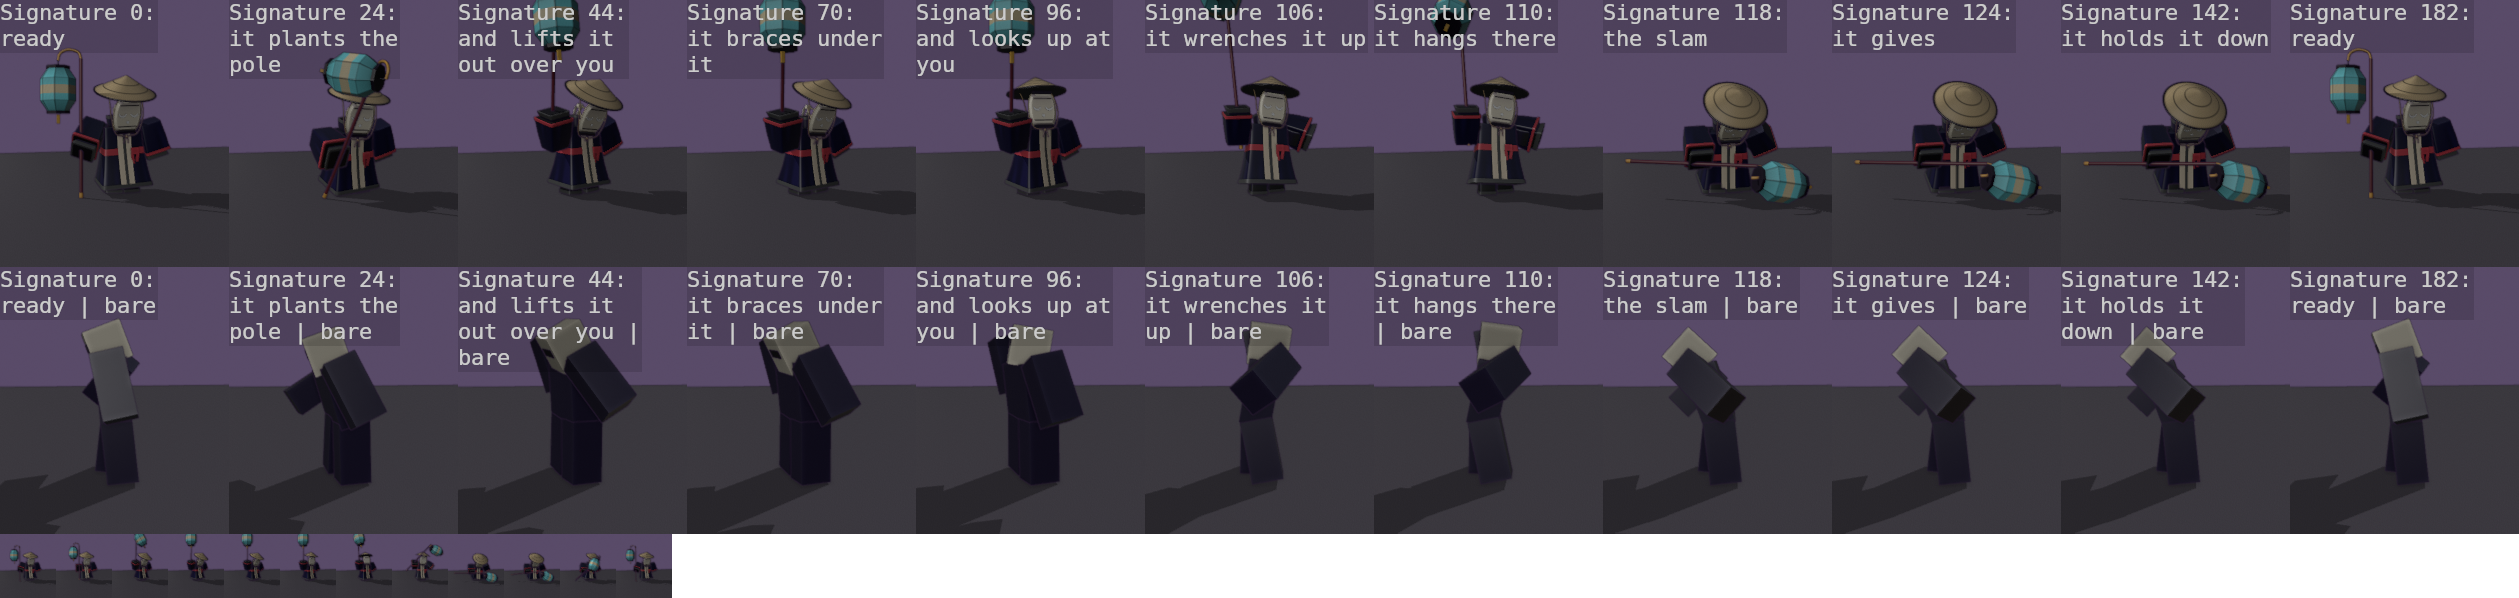 Signature 0:
ready
Signature 24:
it plants the
pole
Signature 44:
and lifts it
out over you
Signature 70:
it braces under
it
Signature 96:
and looks up at
you
Signature 106:
it wrenches it up
Signature 110:
it hangs there
Signature 118:
the slam
Signature 124:
it gives
Signature 142:
it holds it down
Signature 182:
ready
Signature 0:
ready | bare
Signature 24:
it plants the
pole | bare
Signature 44:
and lifts it
out over you |
bare
Signature 70:
it braces under
it | bare
Signature 96:
and looks up at
you | bare
Signature 106:
it wrenches it
up | bare
Signature 110:
it hangs there
| bare
Signature 118:
the slam | bare
Signature 124:
it gives | bare
Signature 142:
it holds it
down | bare
Signature 182:
ready | bare